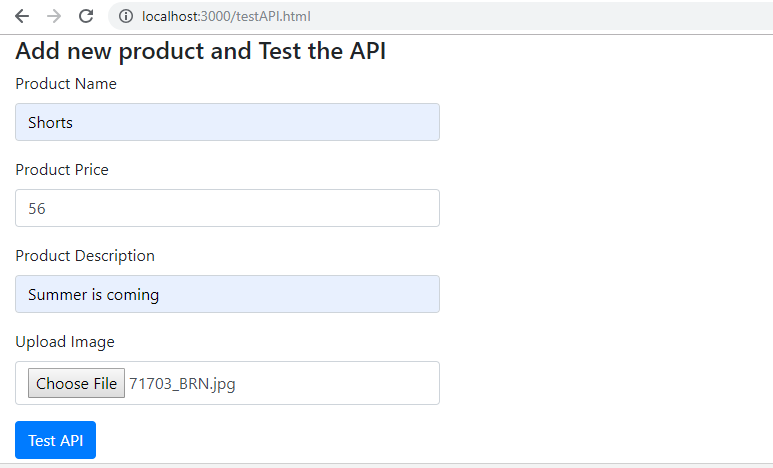 localhost:3000/testAPI.html
Add new product and Test the API
Product Name
Shorts
Product Price
56
Product Description
Summer is coming
Upload Image
Choose File 71703_BRN.jpg
Test API